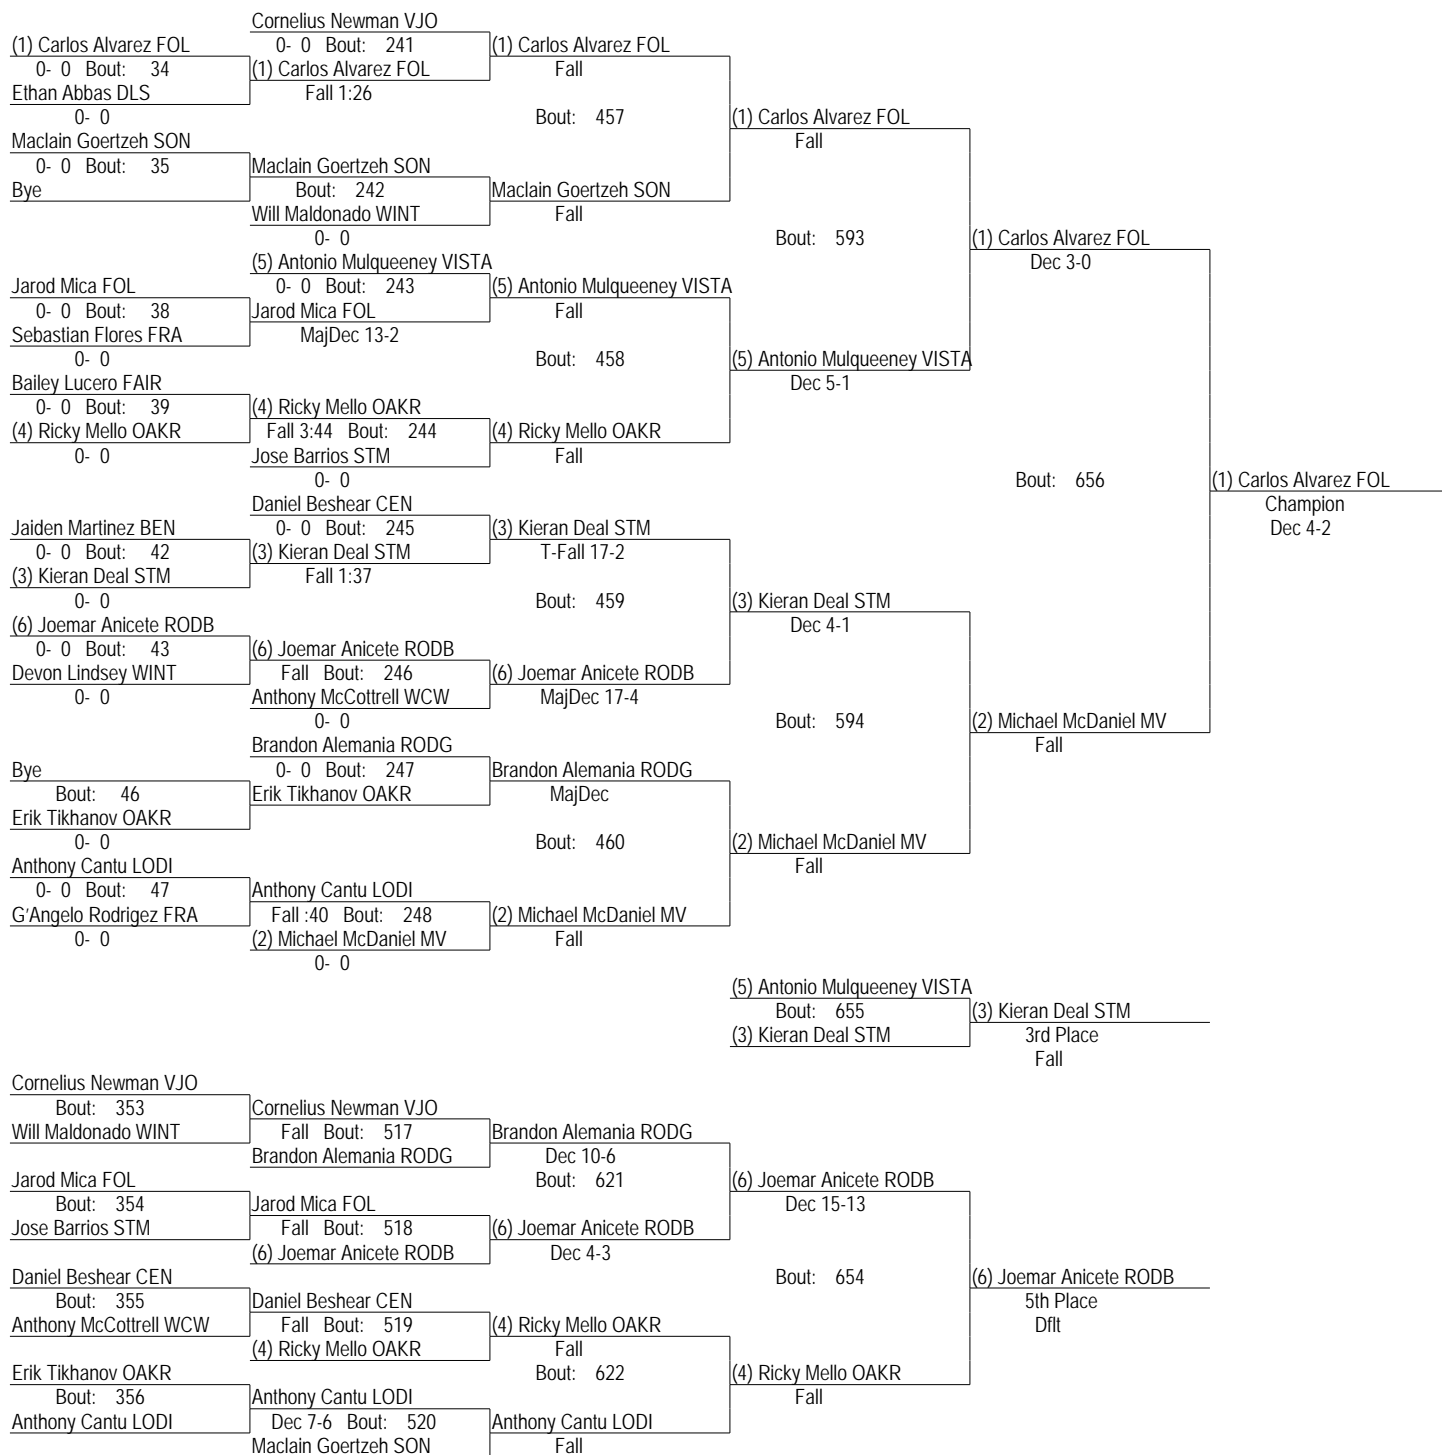 Cornelius Newman VJO
(1) Carlos Alvarez FOL 0- 0 Bout: 241 (1) Carlos Alvarez FOL
0- 0 Bout: 34 (1) Carlos Alvarez FOL Fall
Ethan Abbas DLS Fall 1:26
0- 0 Bout: 457 (1) Carlos Alvarez FOL
Maclain Goertzeh SON Fall
0- 0 Bout: 35 Maclain Goertzeh SON
Bye Bout: 242 Maclain Goertzeh SON
Will Maldonado WINT Fall
0- 0 Bout: 593 (1) Carlos Alvarez FOL
(5) Antonio Mulqueeney VISTA Dec 3-0
Jarod Mica FOL 0- 0 Bout: 243 (5) Antonio Mulqueeney VISTA
0- 0 Bout: 38 Jarod Mica FOL Fall
Sebastian Flores FRA MajDec 13-2
0- 0 Bout: 458 (5) Antonio Mulqueeney VISTA
Bailey Lucero FAIR Dec 5-1
0- 0 Bout: 39 (4) Ricky Mello OAKR
(4) Ricky Mello OAKR Fall 3:44 Bout: 244 (4) Ricky Mello OAKR
0- 0 Jose Barrios STM Fall
0- 0 Bout: 656 (1) Carlos Alvarez FOL
Daniel Beshear CEN Champion
Jaiden Martinez BEN 0- 0 Bout: 245 (3) Kieran Deal STM Dec 4-2
0- 0 Bout: 42 (3) Kieran Deal STM T-Fall 17-2
(3) Kieran Deal STM Fall 1:37
0- 0 Bout: 459 (3) Kieran Deal STM
(6) Joemar Anicete RODB Dec 4-1
0- 0 Bout: 43 (6) Joemar Anicete RODB
Devon Lindsey WINT Fall Bout: 246 (6) Joemar Anicete RODB
0- 0 Anthony McCottrell WCW MajDec 17-4
0- 0 Bout: 594 (2) Michael McDaniel MV
Brandon Alemania RODG Fall
Bye 0- 0 Bout: 247 Brandon Alemania RODG
Bout: 46 Erik Tikhanov OAKR MajDec
Erik Tikhanov OAKR
0- 0 Bout: 460 (2) Michael McDaniel MV
Anthony Cantu LODI Fall
0- 0 Bout: 47 Anthony Cantu LODI
G'Angelo Rodrigez FRA Fall :40 Bout: 248 (2) Michael McDaniel MV
0- 0 (2) Michael McDaniel MV Fall
0- 0
(5) Antonio Mulqueeney VISTA
Bout: 655 (3) Kieran Deal STM
(3) Kieran Deal STM 3rd Place
Fall
Cornelius Newman VJO
Bout: 353 Cornelius Newman VJO
Will Maldonado WINT Fall Bout: 517 Brandon Alemania RODG
Brandon Alemania RODG Dec 10-6
Jarod Mica FOL Bout: 621 (6) Joemar Anicete RODB
Bout: 354 Jarod Mica FOL Dec 15-13
Jose Barrios STM Fall Bout: 518 (6) Joemar Anicete RODB
(6) Joemar Anicete RODB Dec 4-3
Daniel Beshear CEN Bout: 654 (6) Joemar Anicete RODB
Bout: 355 Daniel Beshear CEN 5th Place
Anthony McCottrell WCW Fall Bout: 519 (4) Ricky Mello OAKR Dflt
(4) Ricky Mello OAKR Fall
Erik Tikhanov OAKR Bout: 622 (4) Ricky Mello OAKR
Bout: 356 Anthony Cantu LODI Fall
Anthony Cantu LODI Dec 7-6 Bout: 520 Anthony Cantu LODI
Maclain Goertzeh SON Fall